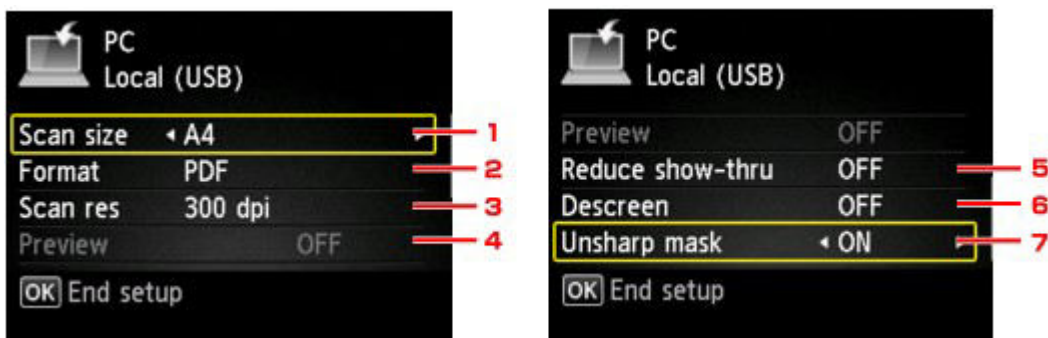 PC
Local (USB)
Scan size A4 1
Format PDF 2
Scan res 300 dpi 3
Preview OFF 4
OK End setup
PC
Local (USB)
Preview OFF
Reduce show-thru OFF 5
Descreen OFF 6
Unsharp mask ON 7
OK End setup